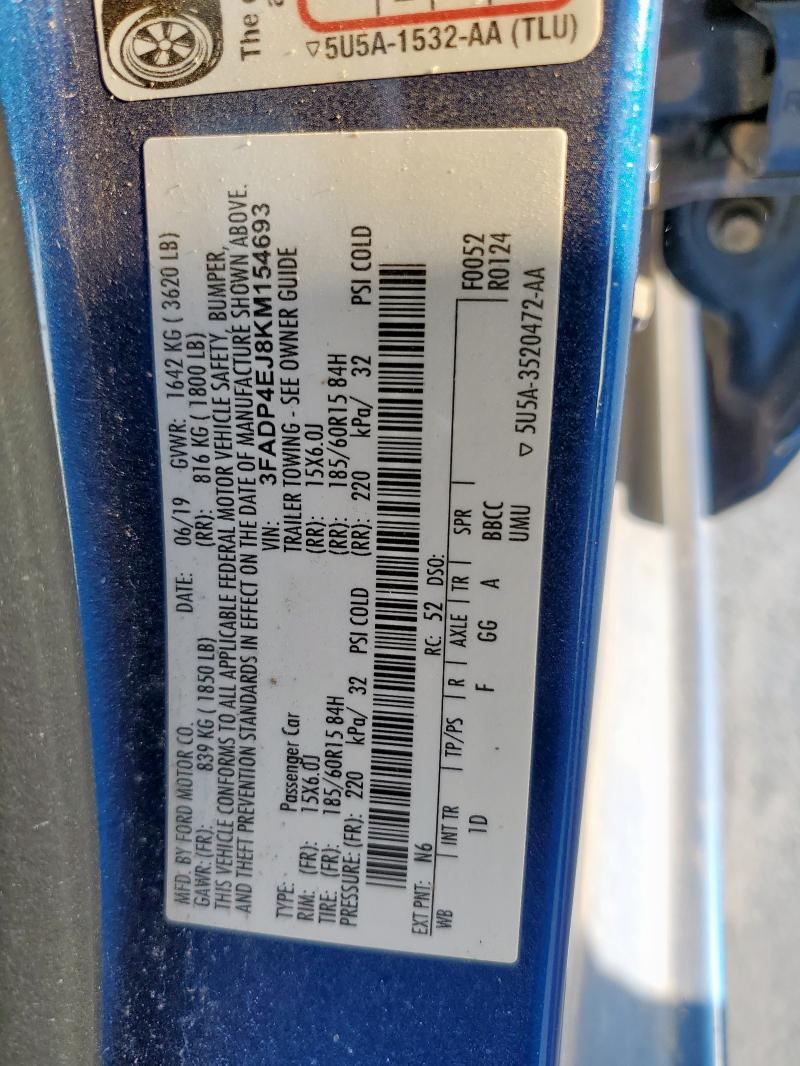 The
5U5A-1532-AA (TLU)
MFD. BY FORD MOTOR CO. DATE: 06/19 GVWR: 1642 KG ( 3620 LB)
GAWR: (FR): 839 KG ( 1850 LB) (RR): 816 KG ( 1800 LB)
THIS VEHICLE CONFORMS TO ALL APPLICABLE FEDERAL MOTOR VEHICLE SAFETY, BUMPER,
AND THEFT PREVENTION STANDARDS IN EFFECT ON THE DATE OF MANUFACTURE SHOWN ABOVE.
VIN: 3FADP4EJ8KM154693
TYPE: Passenger Car TRAILER TOWING - SEE OWNER GUIDE
RIM: (FR): 15X6.0J (RR): 15X6.0J
TIRE: (FR): 185/60R15 84H (RR): 185/60R15 84H
PRESSURE: (FR): 220 kPa/ 32 PSI COLD (RR): 220 kPa/ 32 PSI COLD
EXT PNT: N6 RC: 52 DSO: F0052
WB INT TR TP/PS R AXLE TR SPR R0124
1D F GG A BBCC
UMU
5U5A-3520472-AA